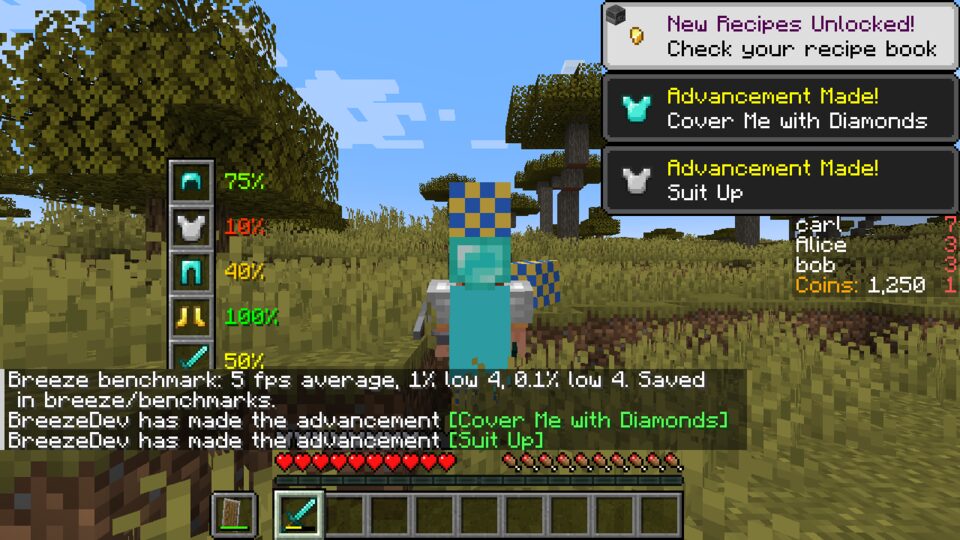 New Recipes Unlocked!
Check your recipe book
Advancement Made!
Cover Me with Diamonds
Advancement Made!
Suit Up
carl 7
Alice 3
bob 3
Coins: 1,250 1
75%
10%
40%
100%
50%
Breeze benchmark: 5 fps average, 1% low 4, 0.1% low 4. Saved
in breeze/benchmarks.
BreezeDev has made the advancement [Cover Me with Diamonds]
BreezeDev has made the advancement [Suit Up]